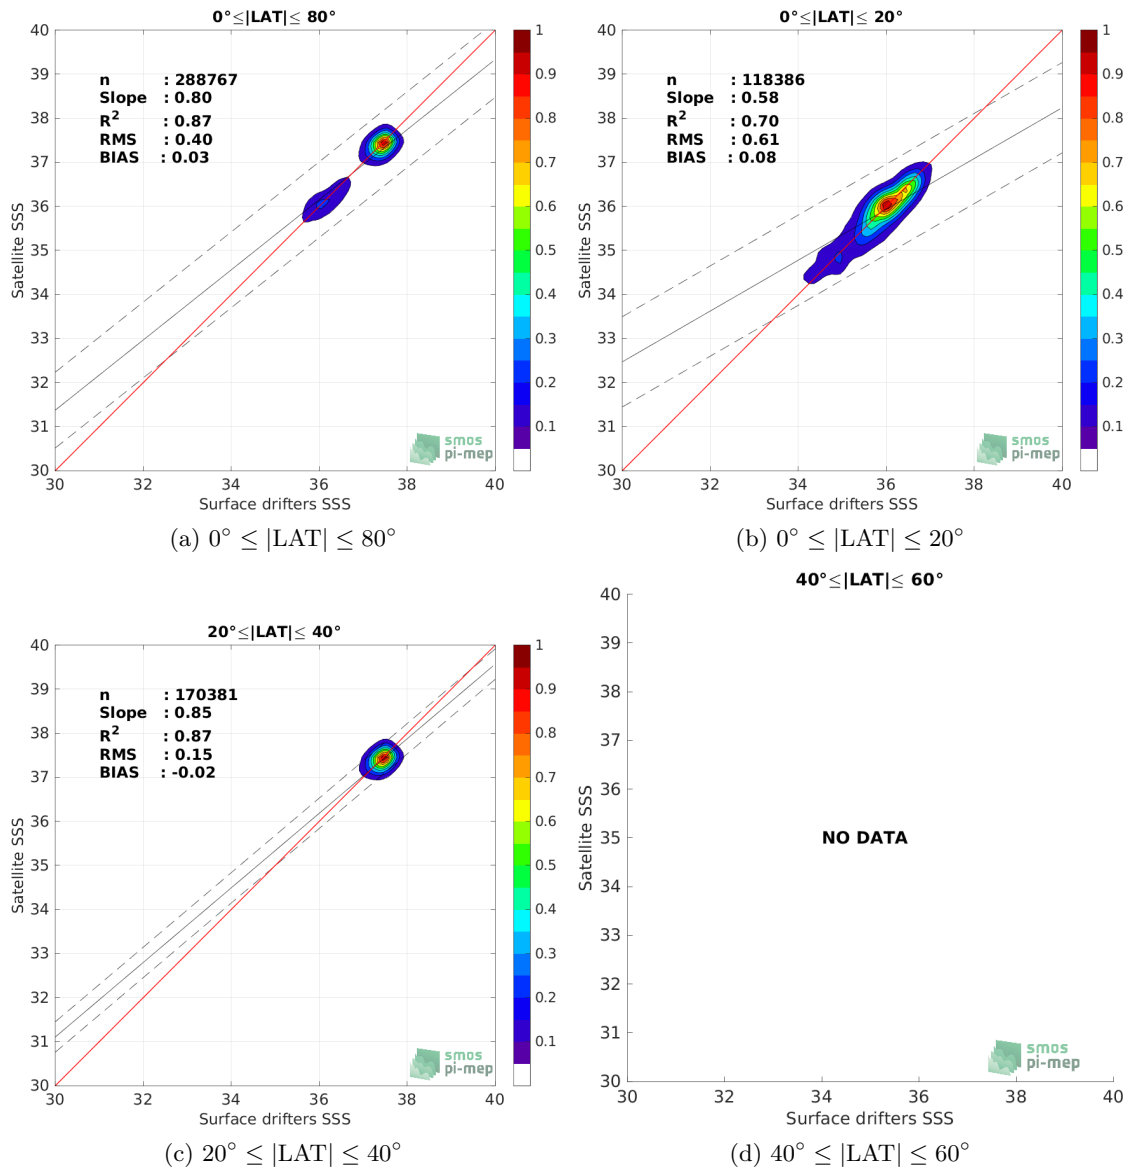 0°≤|LAT|≤ 80°
40
39
38
37
36
35
34
33
32
31
30
Satellite SSS
n : 288767
Slope : 0.80
R2 : 0.87
RMS : 0.40
BIAS : 0.03
smos
pi-mep
30 32 34 36 38 40
Surface drifters SSS
1
0.9
0.8
0.7
0.6
0.5
0.4
0.3
0.2
0.1
(a) 0° ≤ |LAT| ≤ 80°
0°≤|LAT|≤ 20°
40
39
38
37
36
35
34
33
32
31
30
Satellite SSS
n : 118386
Slope : 0.58
R2 : 0.70
RMS : 0.61
BIAS : 0.08
smos
pi-mep
30 32 34 36 38 40
Surface drifters SSS
1
0.9
0.8
0.7
0.6
0.5
0.4
0.3
0.2
0.1
(b) 0° ≤ |LAT| ≤ 20°
20°≤|LAT|≤ 40°
40
39
38
37
36
35
34
33
32
31
30
Satellite SSS
n : 170381
Slope : 0.85
R2 : 0.87
RMS : 0.15
BIAS : -0.02
smos
pi-mep
30 32 34 36 38 40
Surface drifters SSS
1
0.9
0.8
0.7
0.6
0.5
0.4
0.3
0.2
0.1
(c) 20° ≤ |LAT| ≤ 40°
40°≤|LAT|≤ 60°
40
39
38
37
36
35
34
33
32
31
30
Satellite SSS
NO DATA
smos
pi-mep
30 32 34 36 38 40
Surface drifters SSS
(d) 40° ≤ |LAT| ≤ 60°